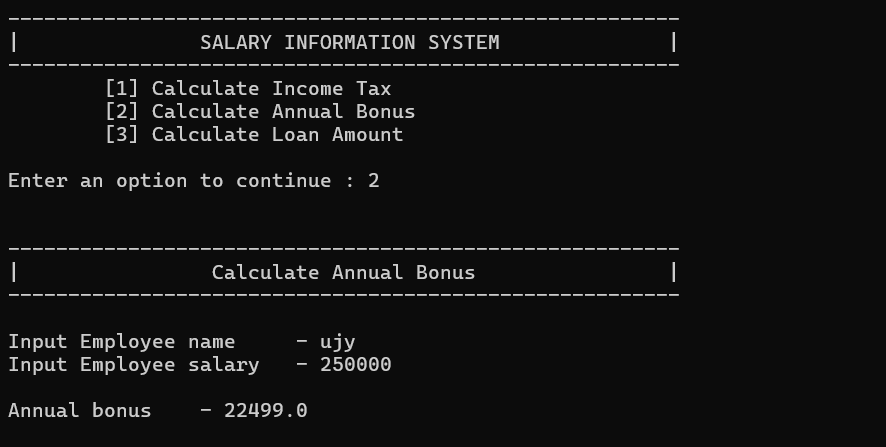 --------------------------------------------------------
|               SALARY INFORMATION SYSTEM              |
--------------------------------------------------------
        [1] Calculate Income Tax
        [2] Calculate Annual Bonus
        [3] Calculate Loan Amount
Enter an option to continue : 2
--------------------------------------------------------
|                Calculate Annual Bonus                |
--------------------------------------------------------
Input Employee name     - ujy
Input Employee salary   - 250000
Annual bonus    - 22499.0